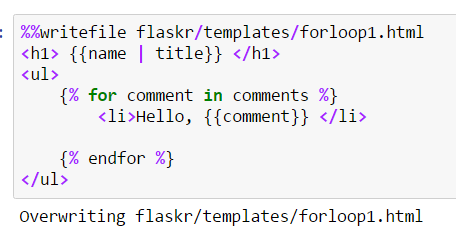 %%writefile flaskr/templates/forloop1.html
<h1> {{name | title}} </h1>
<ul>
    {% for comment in comments %}
        <li>Hello, {{comment}} </li>

    {% endfor %}
</ul>
Overwriting flaskr/templates/forloop1.html